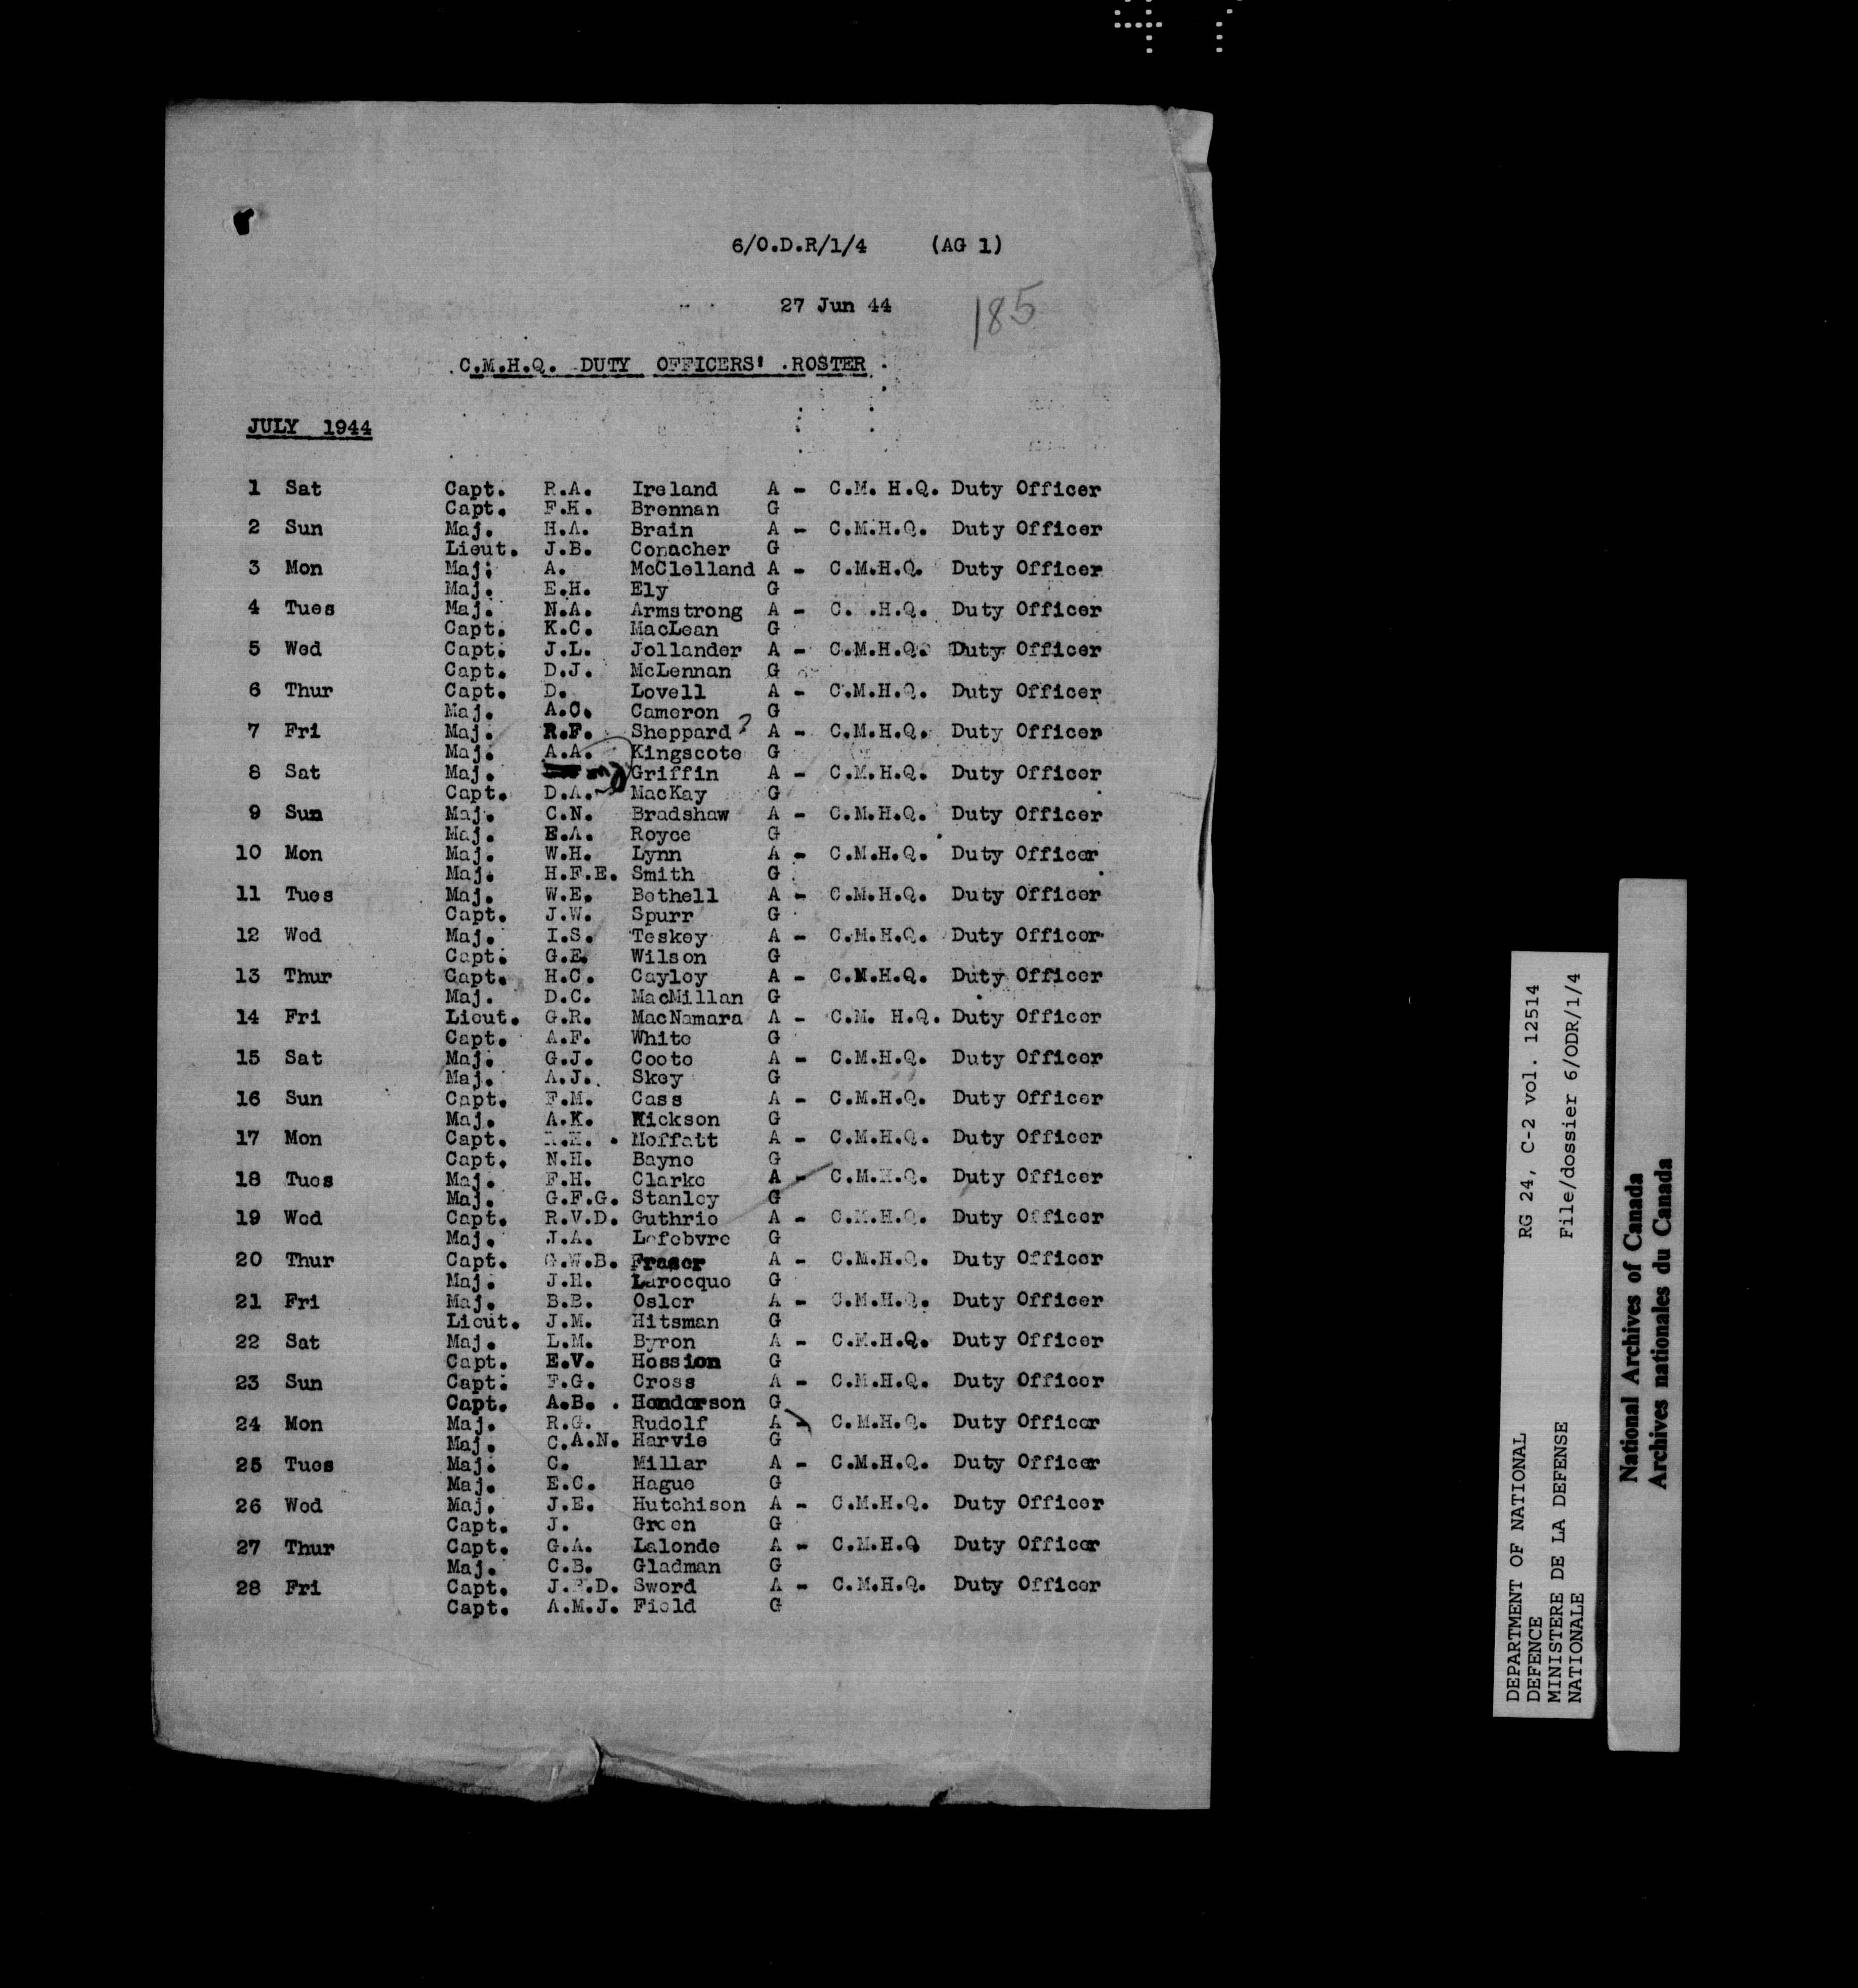 6/O.D.R/1/4 (AG 1)
27 Jun 44
185
C.M.H.Q. DUTY OFFICERS' ROSTER
JULY 1944
1 Sat Capt. R.A. Ireland A - C.M. H.Q. Duty Officer
Capt. F.H. Brennan G
2 Sun Maj. H.A. Brain A - C.M.H.Q. Duty Officer
Lieut. J.B. Conacher G
3 Mon Maj. A. McClelland A - C.M.H.Q. Duty Officer
Maj. E.H. Ely G
4 Tues Maj. N.A. Armstrong A - C. .H.Q. Duty Officer
Capt. K.C. MacLean G
5 Wed Capt. J.L. Jollander A - C.M.H.Q. Duty Officer
Capt. D.J. McLennan G
6 Thur Capt. D. Lovell A - C.M.H.Q. Duty Officer
Maj. A.C. Cameron G
7 Fri Maj. R.F. Sheppard ? A - C.M.H.Q. Duty Officer
Maj. A.A. Kingscote G
8 Sat Maj. Griffin A - C.M.H.Q. Duty Officer
Capt. D.A. MacKay G
9 Sun Maj. C.N. Bradshaw A - C.M.H.Q. Duty Officer
Maj. E.A. Royce G
10 Mon Maj. W.H. Lynn A - C.M.H.Q. Duty Officer
Maj. H.F.E. Smith G
11 Tues Maj. W.E. Bethell A - C.M.H.Q. Duty Officer
Capt. J.W. Spurr G
12 Wed Maj. I.S. Teskey A - C.M.H.Q. Duty Officer
Capt. G.E. Wilson G
13 Thur Capt. H.C. Cayley A - C.M.H.Q. Duty Officer
Maj. D.C. MacMillan G
14 Fri Lieut. G.R. MacNamara A - C.M. H.Q. Duty Officer
Capt. A.F. White G
15 Sat Maj. G.J. Coote A - C.M.H.Q. Duty Officer
Maj. A.J. Skey G
16 Sun Capt. F.M. Cass A - C.M.H.Q. Duty Officer
Maj. A.K. Wickson G
17 Mon Capt. Moffatt A - C.M.H.Q. Duty Officer
Capt. N.H. Bayne G
18 Tues Maj. F.H. Clarke A - C.M.H.Q. Duty Officer
Maj. G.F.G. Stanley G
19 Wed Capt. R.V.D. Guthrie A - C.M.H.Q. Duty Officer
Maj. J.A. Lefebvre G
20 Thur Capt. G.W.B. Fraser A - C.M.H.Q. Duty Officer
Maj. J.H. Larocque G
21 Fri Maj. B.B. Osler A - C.M.H.Q. Duty Officer
Lieut. J.M. Hitsman G
22 Sat Maj. L.M. Byron A - C.M.H.Q. Duty Officer
Capt. E.V. Hession G
23 Sun Capt. F.G. Cross A - C.M.H.Q. Duty Officer
Capt. A.B. Henderson G
24 Mon Maj. R.G. Rudolf A - C.M.H.Q. Duty Officer
Maj. C.A.N. Harvie G
25 Tues Maj. C. Millar A - C.M.H.Q. Duty Officer
Maj. E.C. Hague G
26 Wed Maj. J.E. Hutchison A - C.M.H.Q. Duty Officer
Capt. J. Green G
27 Thur Capt. G.A. Lalonde A - C.M.H.Q Duty Officer
Maj. C.B. Gladman G
28 Fri Capt. J.F.D. Sword A - C.M.H.Q. Duty Officer
Capt. A.M.J. Field G
DEPARTMENT OF NATIONAL RG 24, C-2 vol. 12514
DEFENCE
MINISTERE DE LA DEFENSE File/dossier 6/ODR/1/4
NATIONALE
National Archives of Canada
Archives nationales du Canada